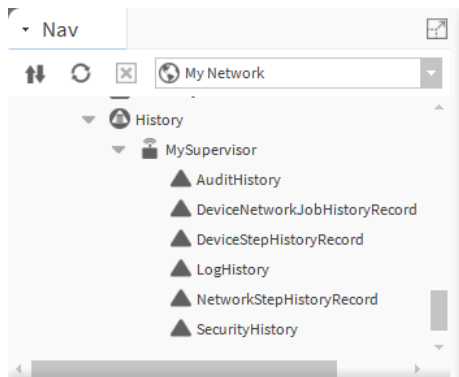 Nav
My Network
History
MySupervisor
AuditHistory
DeviceNetworkJobHistoryRecord
DeviceStepHistoryRecord
LogHistory
NetworkStepHistoryRecord
SecurityHistory